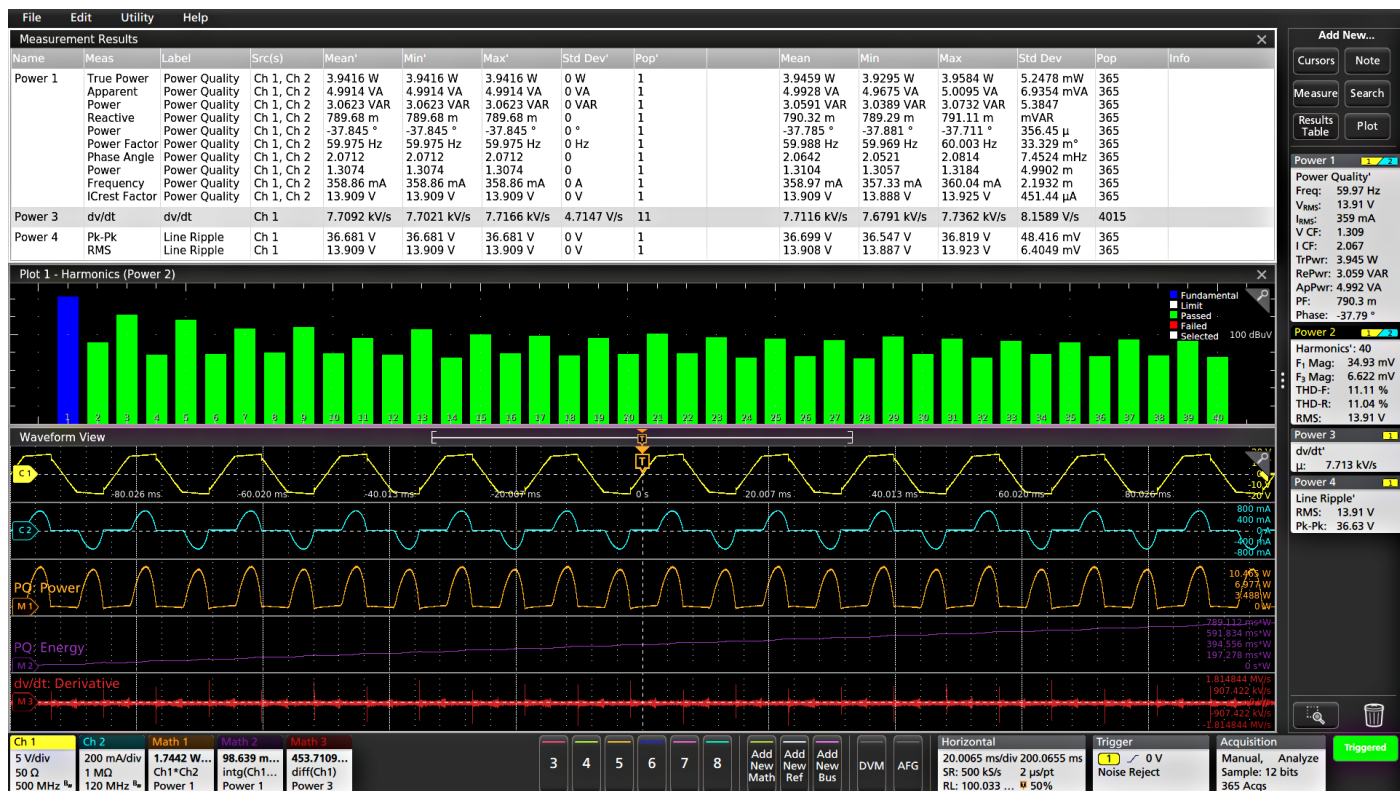 File Edit Utility Help
Measurement Results
Name Meas Label Src(s) Mean' Min' Max' Std Dev' Pop' Mean Min Max Std Dev Pop Info
Power 1 True Power Power Quality Ch 1, Ch 2 3.9416 W 3.9416 W 3.9416 W 0 W 1 3.9459 W 3.9295 W 3.9584 W 5.2478 mW 365
Apparent Power Quality Ch 1, Ch 2 4.9914 VA 4.9914 VA 4.9914 VA 0 VA 1 4.9928 VA 4.9675 VA 5.0095 VA 6.9354 mVA 365
Power Power Quality Ch 1, Ch 2 3.0623 VAR 3.0623 VAR 3.0623 VAR 0 VAR 1 3.0591 VAR 3.0389 VAR 3.0732 VAR 5.3847 365
Reactive Power Quality Ch 1, Ch 2 789.68 m 789.68 m 789.68 m 0 1 790.32 m 789.29 m 791.11 m mVAR 365
Power Power Quality Ch 1, Ch 2 -37.845 ° -37.845 ° -37.845 ° 0 ° 1 -37.785 ° -37.881 ° -37.711 ° 356.45 µ 365
Power Factor Power Quality Ch 1, Ch 2 59.975 Hz 59.975 Hz 59.975 Hz 0 Hz 1 59.988 Hz 59.969 Hz 60.003 Hz 33.329 m° 365
Phase Angle Power Quality Ch 1, Ch 2 2.0712 2.0712 2.0712 0 1 2.0642 2.0521 2.0814 7.4524 mHz 365
Power Power Quality Ch 1, Ch 2 1.3074 1.3074 1.3074 0 1 1.3104 1.3057 1.3184 4.9902 m 365
Frequency Power Quality Ch 1, Ch 2 358.86 mA 358.86 mA 358.86 mA 0 A 1 358.97 mA 357.33 mA 360.04 mA 2.1932 m 365
ICrest Factor Power Quality Ch 1, Ch 2 13.909 V 13.909 V 13.909 V 0 V 1 13.909 V 13.888 V 13.925 V 451.44 µA 365
Power 3 dv/dt dv/dt Ch 1 7.7092 kV/s 7.7021 kV/s 7.7166 kV/s 4.7147 V/s 11 7.7116 kV/s 7.6791 kV/s 7.7362 kV/s 8.1589 V/s 4015
Power 4 Pk-Pk Line Ripple Ch 1 36.681 V 36.681 V 36.681 V 0 V 1 36.699 V 36.547 V 36.819 V 48.416 mV 365
RMS Line Ripple Ch 1 13.909 V 13.909 V 13.909 V 0 V 1 13.908 V 13.887 V 13.923 V 6.4049 mV 365
Plot 1 - Harmonics (Power 2)
Fundamental
Limit
Passed
Failed
Selected
100 dBuV
1 2 3 4 5 6 7 8 9 10 11 12 13 14 15 16 17 18 19 20 21 22 23 24 25 26 27 28 29 30 31 32 33 34 35 36 37 38 39 40
Waveform View
T
T
C 1
-10 V
-20 V
-80.026 ms -60.020 ms -40.013 ms -20.007 ms 0 s 20.007 ms 40.013 ms 60.020 ms 80.026 ms
C 2
800 mA
400 mA
0 A
-400 mA
-800 mA
PQ: Power
M 1
10.465 W
6.977 W
3.488 W
0 W
PQ: Energy
M 2
789.112 ms*W
591.834 ms*W
394.556 ms*W
197.278 ms*W
0 s*W
dv/dt: Derivative
M 3
1.814844 MV/s
907.422 kV/s
-907.422 kV/s
-1.814844 MV/s
Add New...
Cursors Note
Measure Search
Results Table Plot
Power 1 1 2
Power Quality'
Freq: 59.97 Hz
VRMS: 13.91 V
IRMS: 359 mA
V CF: 1.309
I CF: 2.067
TrPwr: 3.945 W
RePwr: 3.059 VAR
ApPwr: 4.992 VA
PF: 790.3 m
Phase: -37.79 °
Power 2 1 2
Harmonics': 40
F1 Mag: 34.93 mV
F3 Mag: 6.622 mV
THD-F: 11.11 %
THD-R: 11.04 %
RMS: 13.91 V
Power 3 1
dv/dt'
µ: 7.713 kV/s
Power 4 1
Line Ripple'
RMS: 13.91 V
Pk-Pk: 36.63 V
Ch 1
5 V/div
50 Ω
500 MHz
Ch 2
200 mA/div
1 MΩ
120 MHz
Math 1
1.7442 W...
Ch1*Ch2
Power 1
Math 2
98.639 m...
intg(Ch1...
Power 1
Math 3
453.7109...
diff(Ch1)
Power 3
3 4 5 6 7 8
Add New Math
Add New Ref
Add New Bus
DVM AFG
Horizontal
20.0065 ms/div 200.0655 ms
SR: 500 kS/s 2 µs/pt
RL: 100.033 ... 50%
Trigger
1 0 V
Noise Reject
Acquisition
Manual, Analyze
Sample: 12 bits
365 Acqs
Triggered